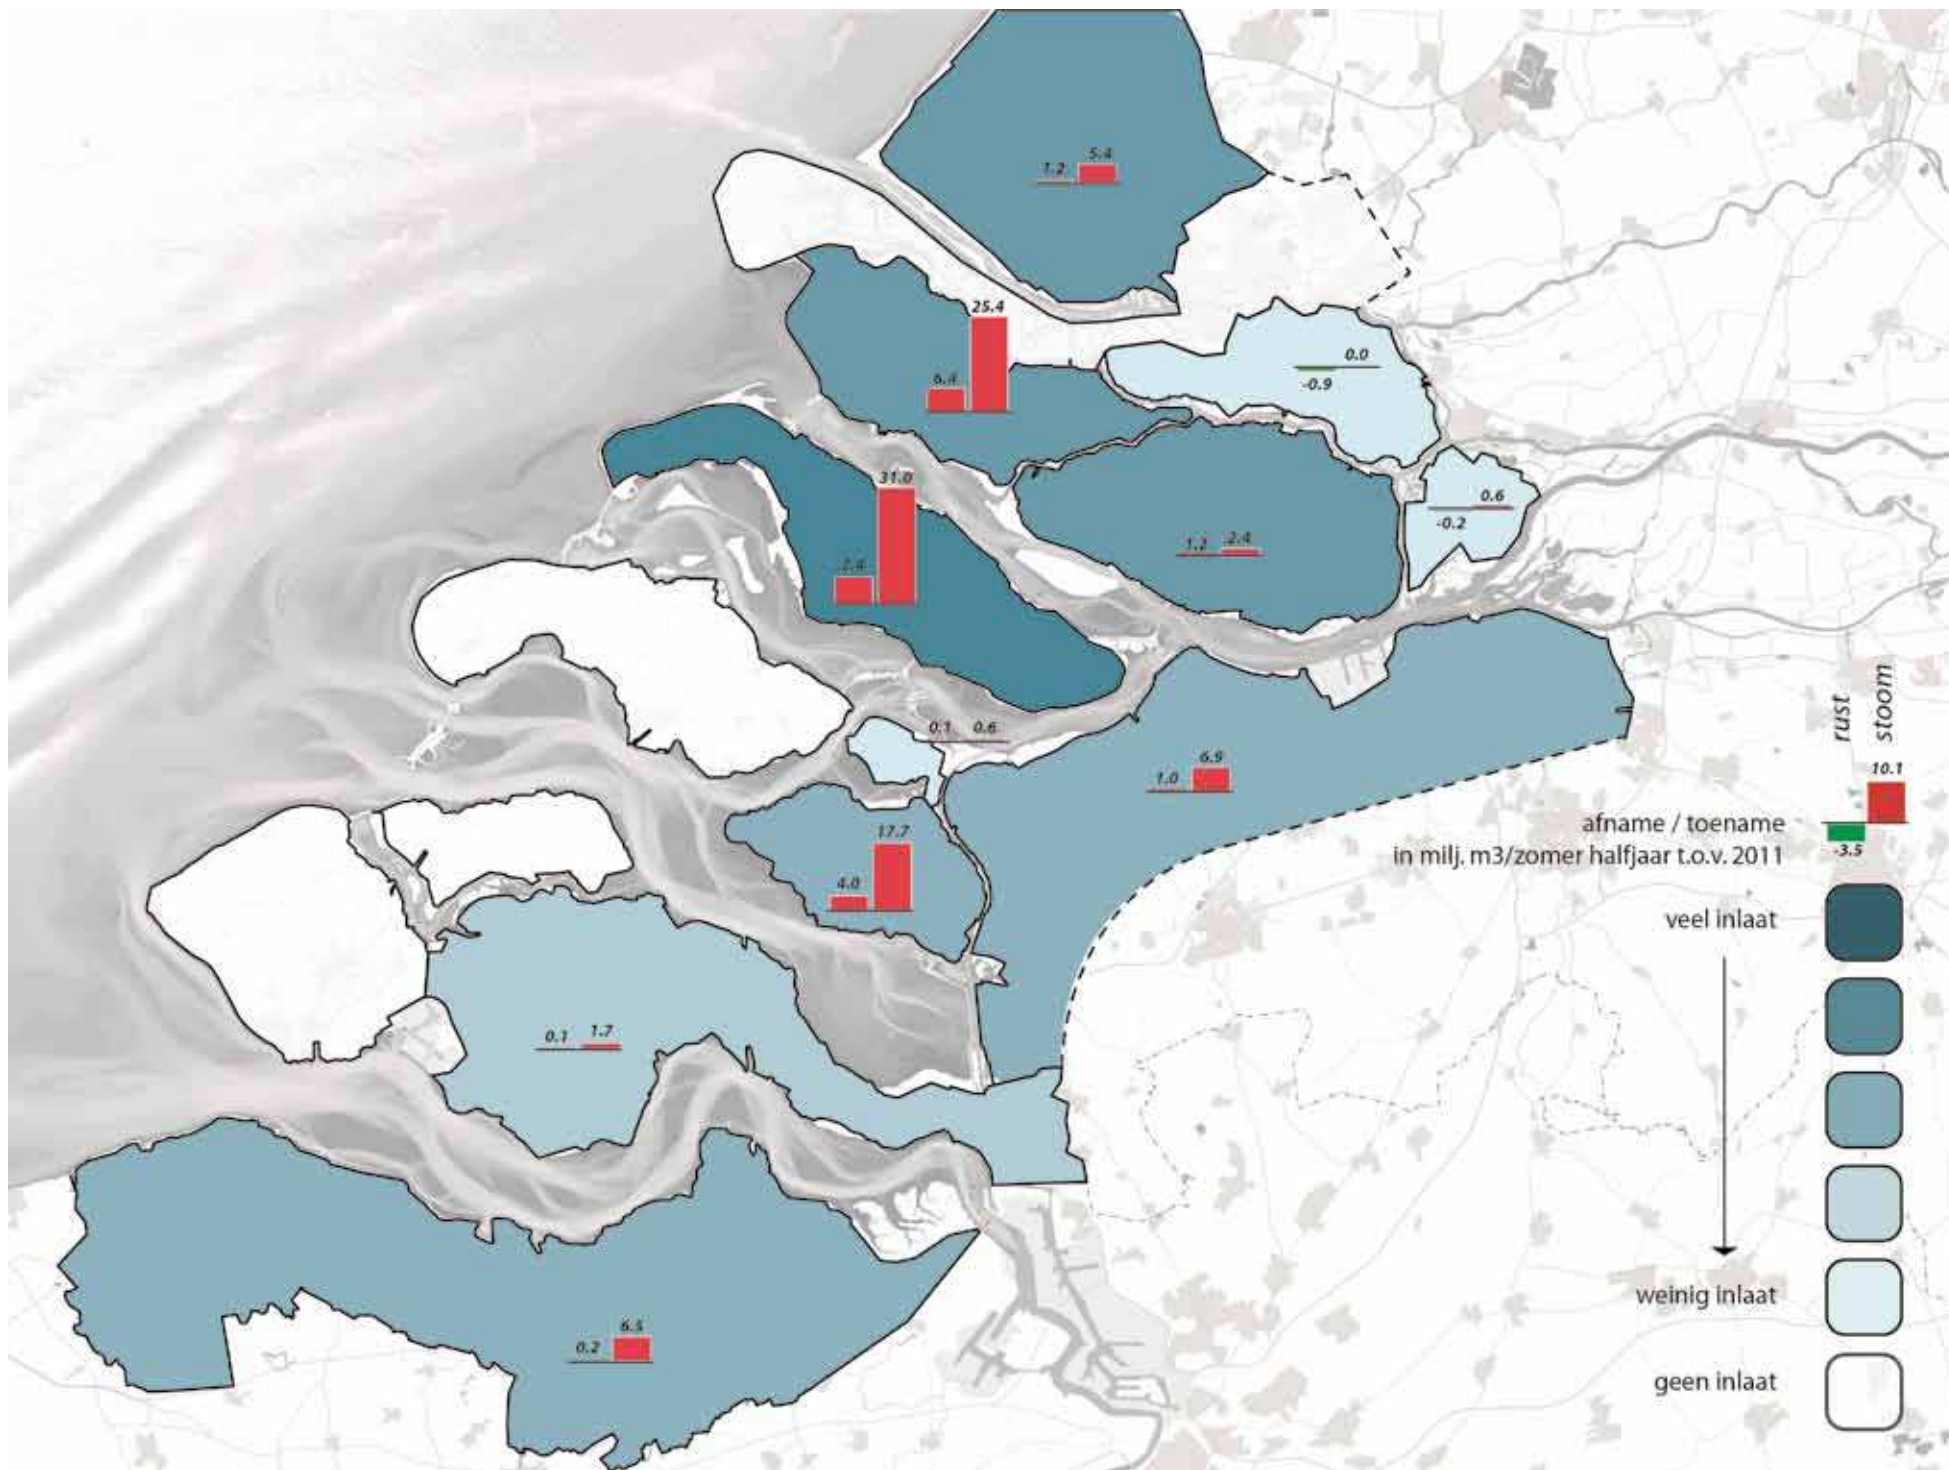 1.2 5.4
25.4
6.4
0.0
-0.9
31.0
0.6
-0.2
1.2 2.4
0.1 0.6
1.0 6.9
17.7
4.0
0.1 1.7
0.2 6.5
rust
stoom
10.1
-3.5
afname / toename
in milj. m3/zomer halfjaar t.o.v. 2011
veel inlaat
weinig inlaat
geen inlaat